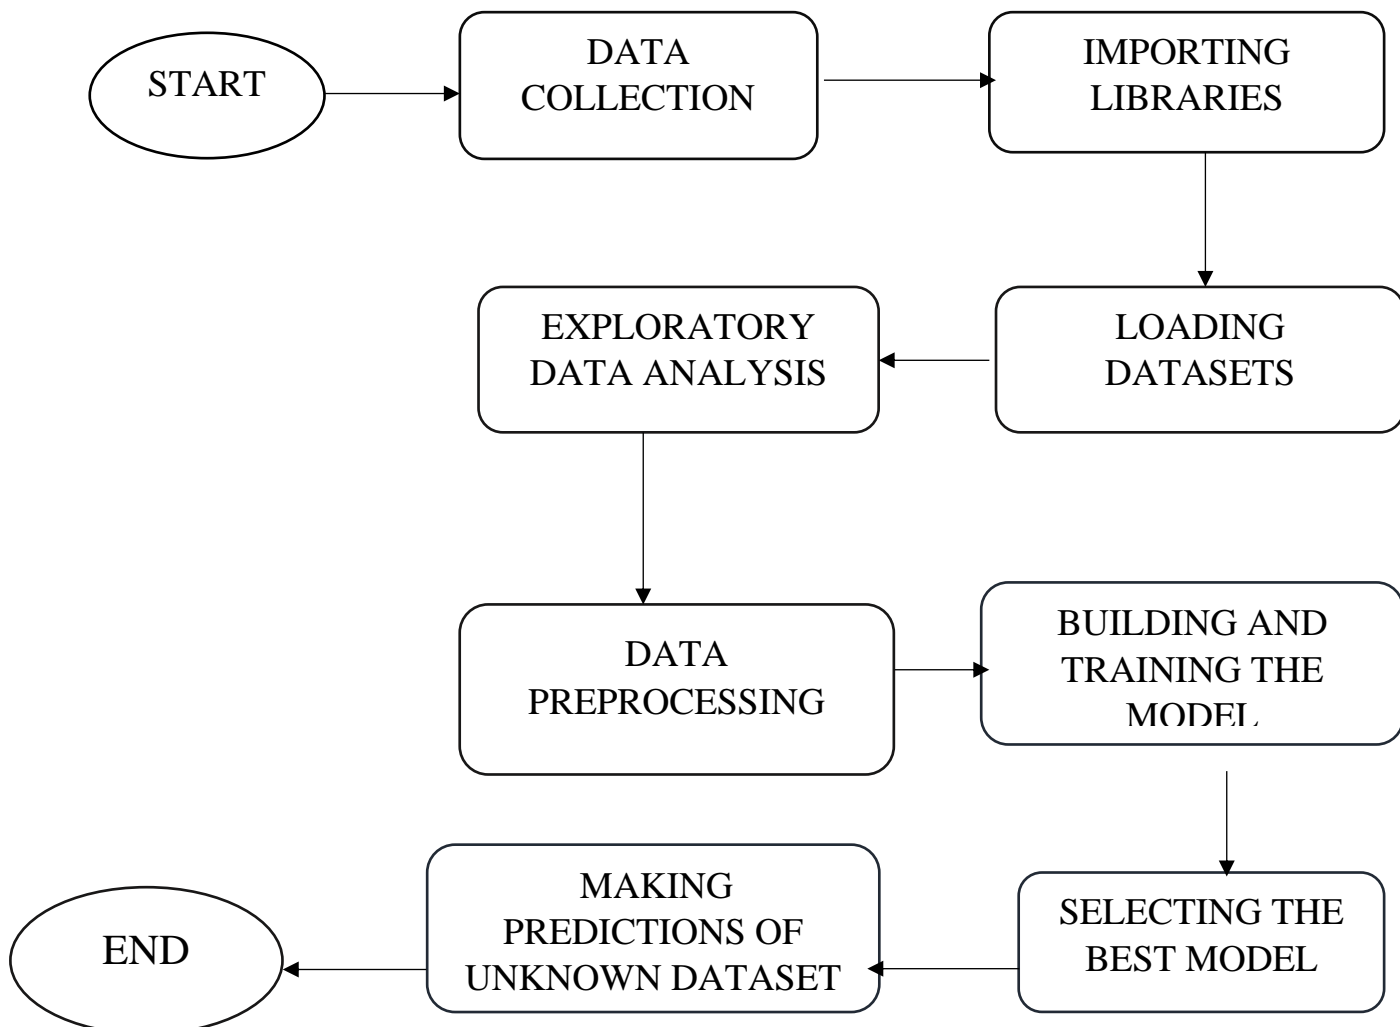 START
DATA
COLLECTION
IMPORTING
LIBRARIES
LOADING
DATASETS
EXPLORATORY
DATA ANALYSIS
DATA
PREPROCESSING
BUILDING AND
TRAINING THE
MODEL
SELECTING THE
BEST MODEL
MAKING
PREDICTIONS OF
UNKNOWN DATASET
END